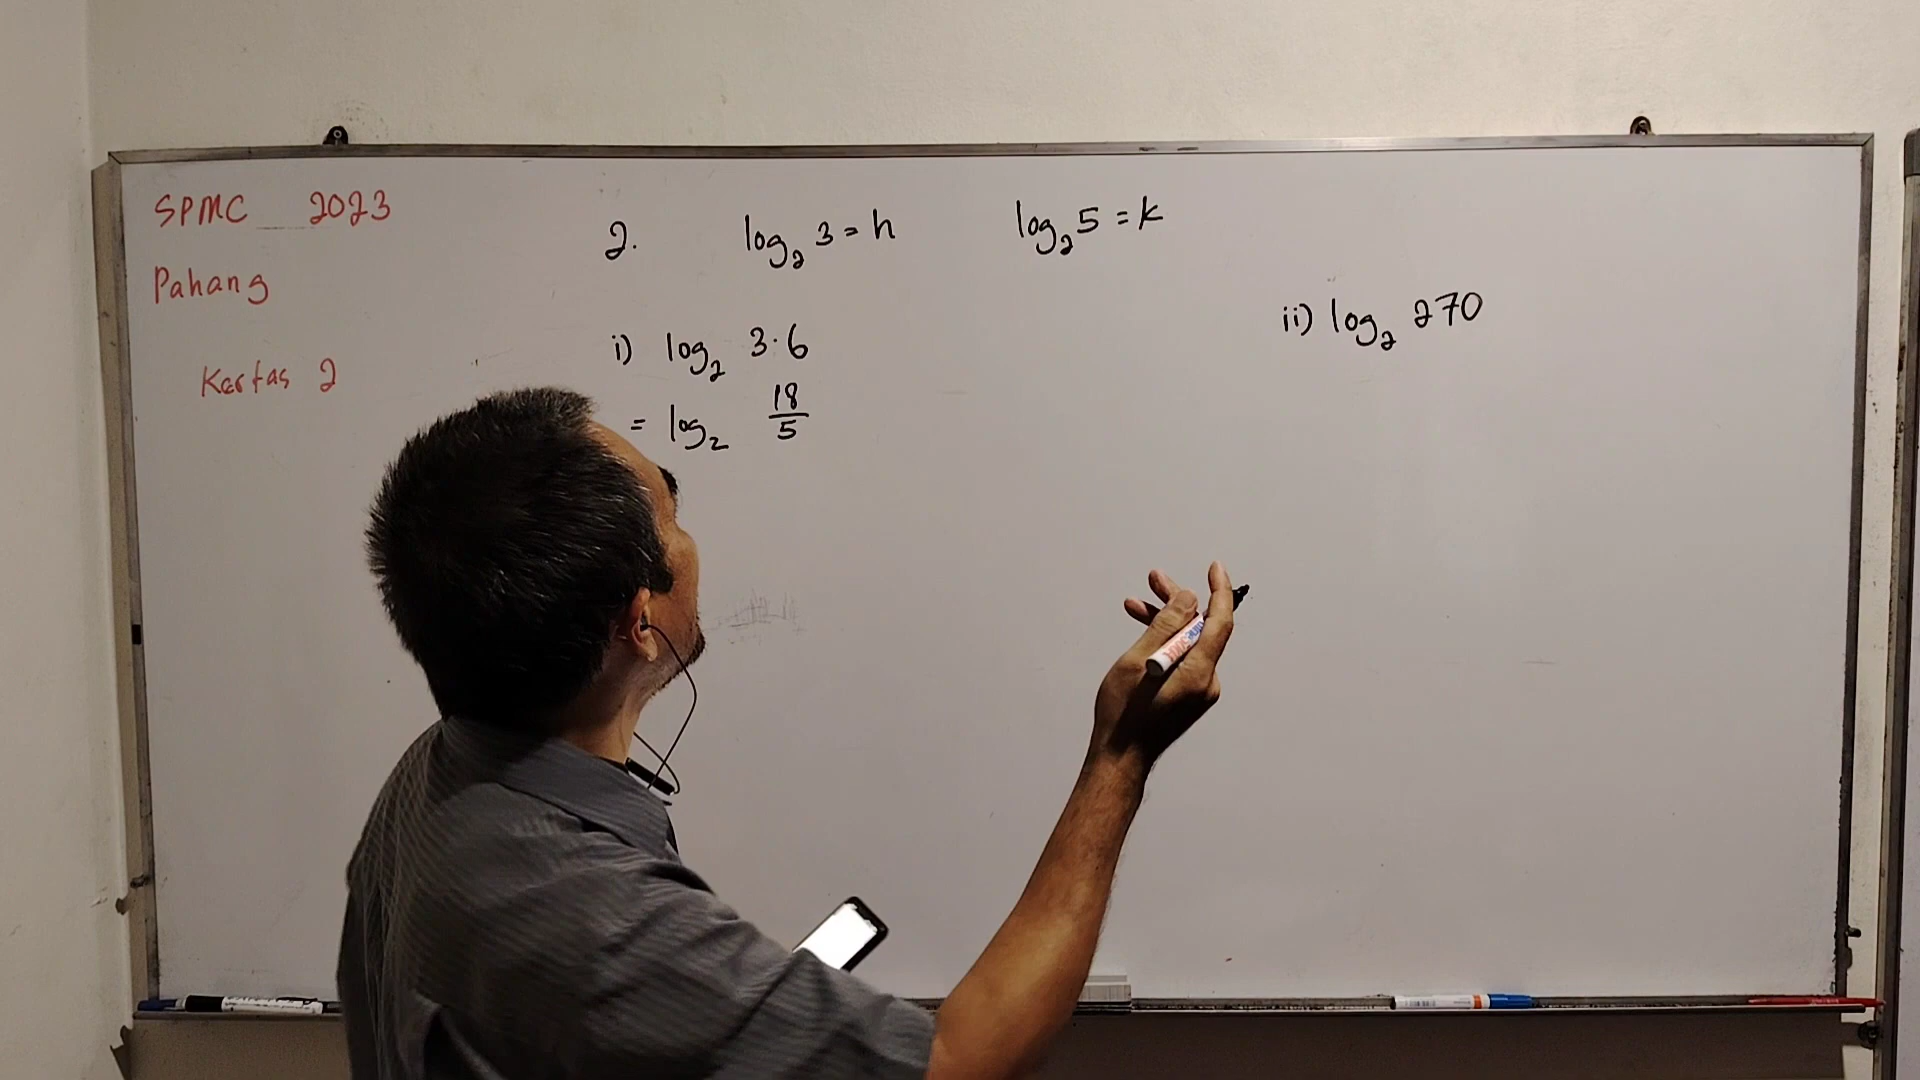 SPMC 2023
Pahang
Kertas 2
2. log₂ 3 = h log₂ 5 = k
i) log₂ 3.6
= log₂ 18/5
ii) log₂ 270